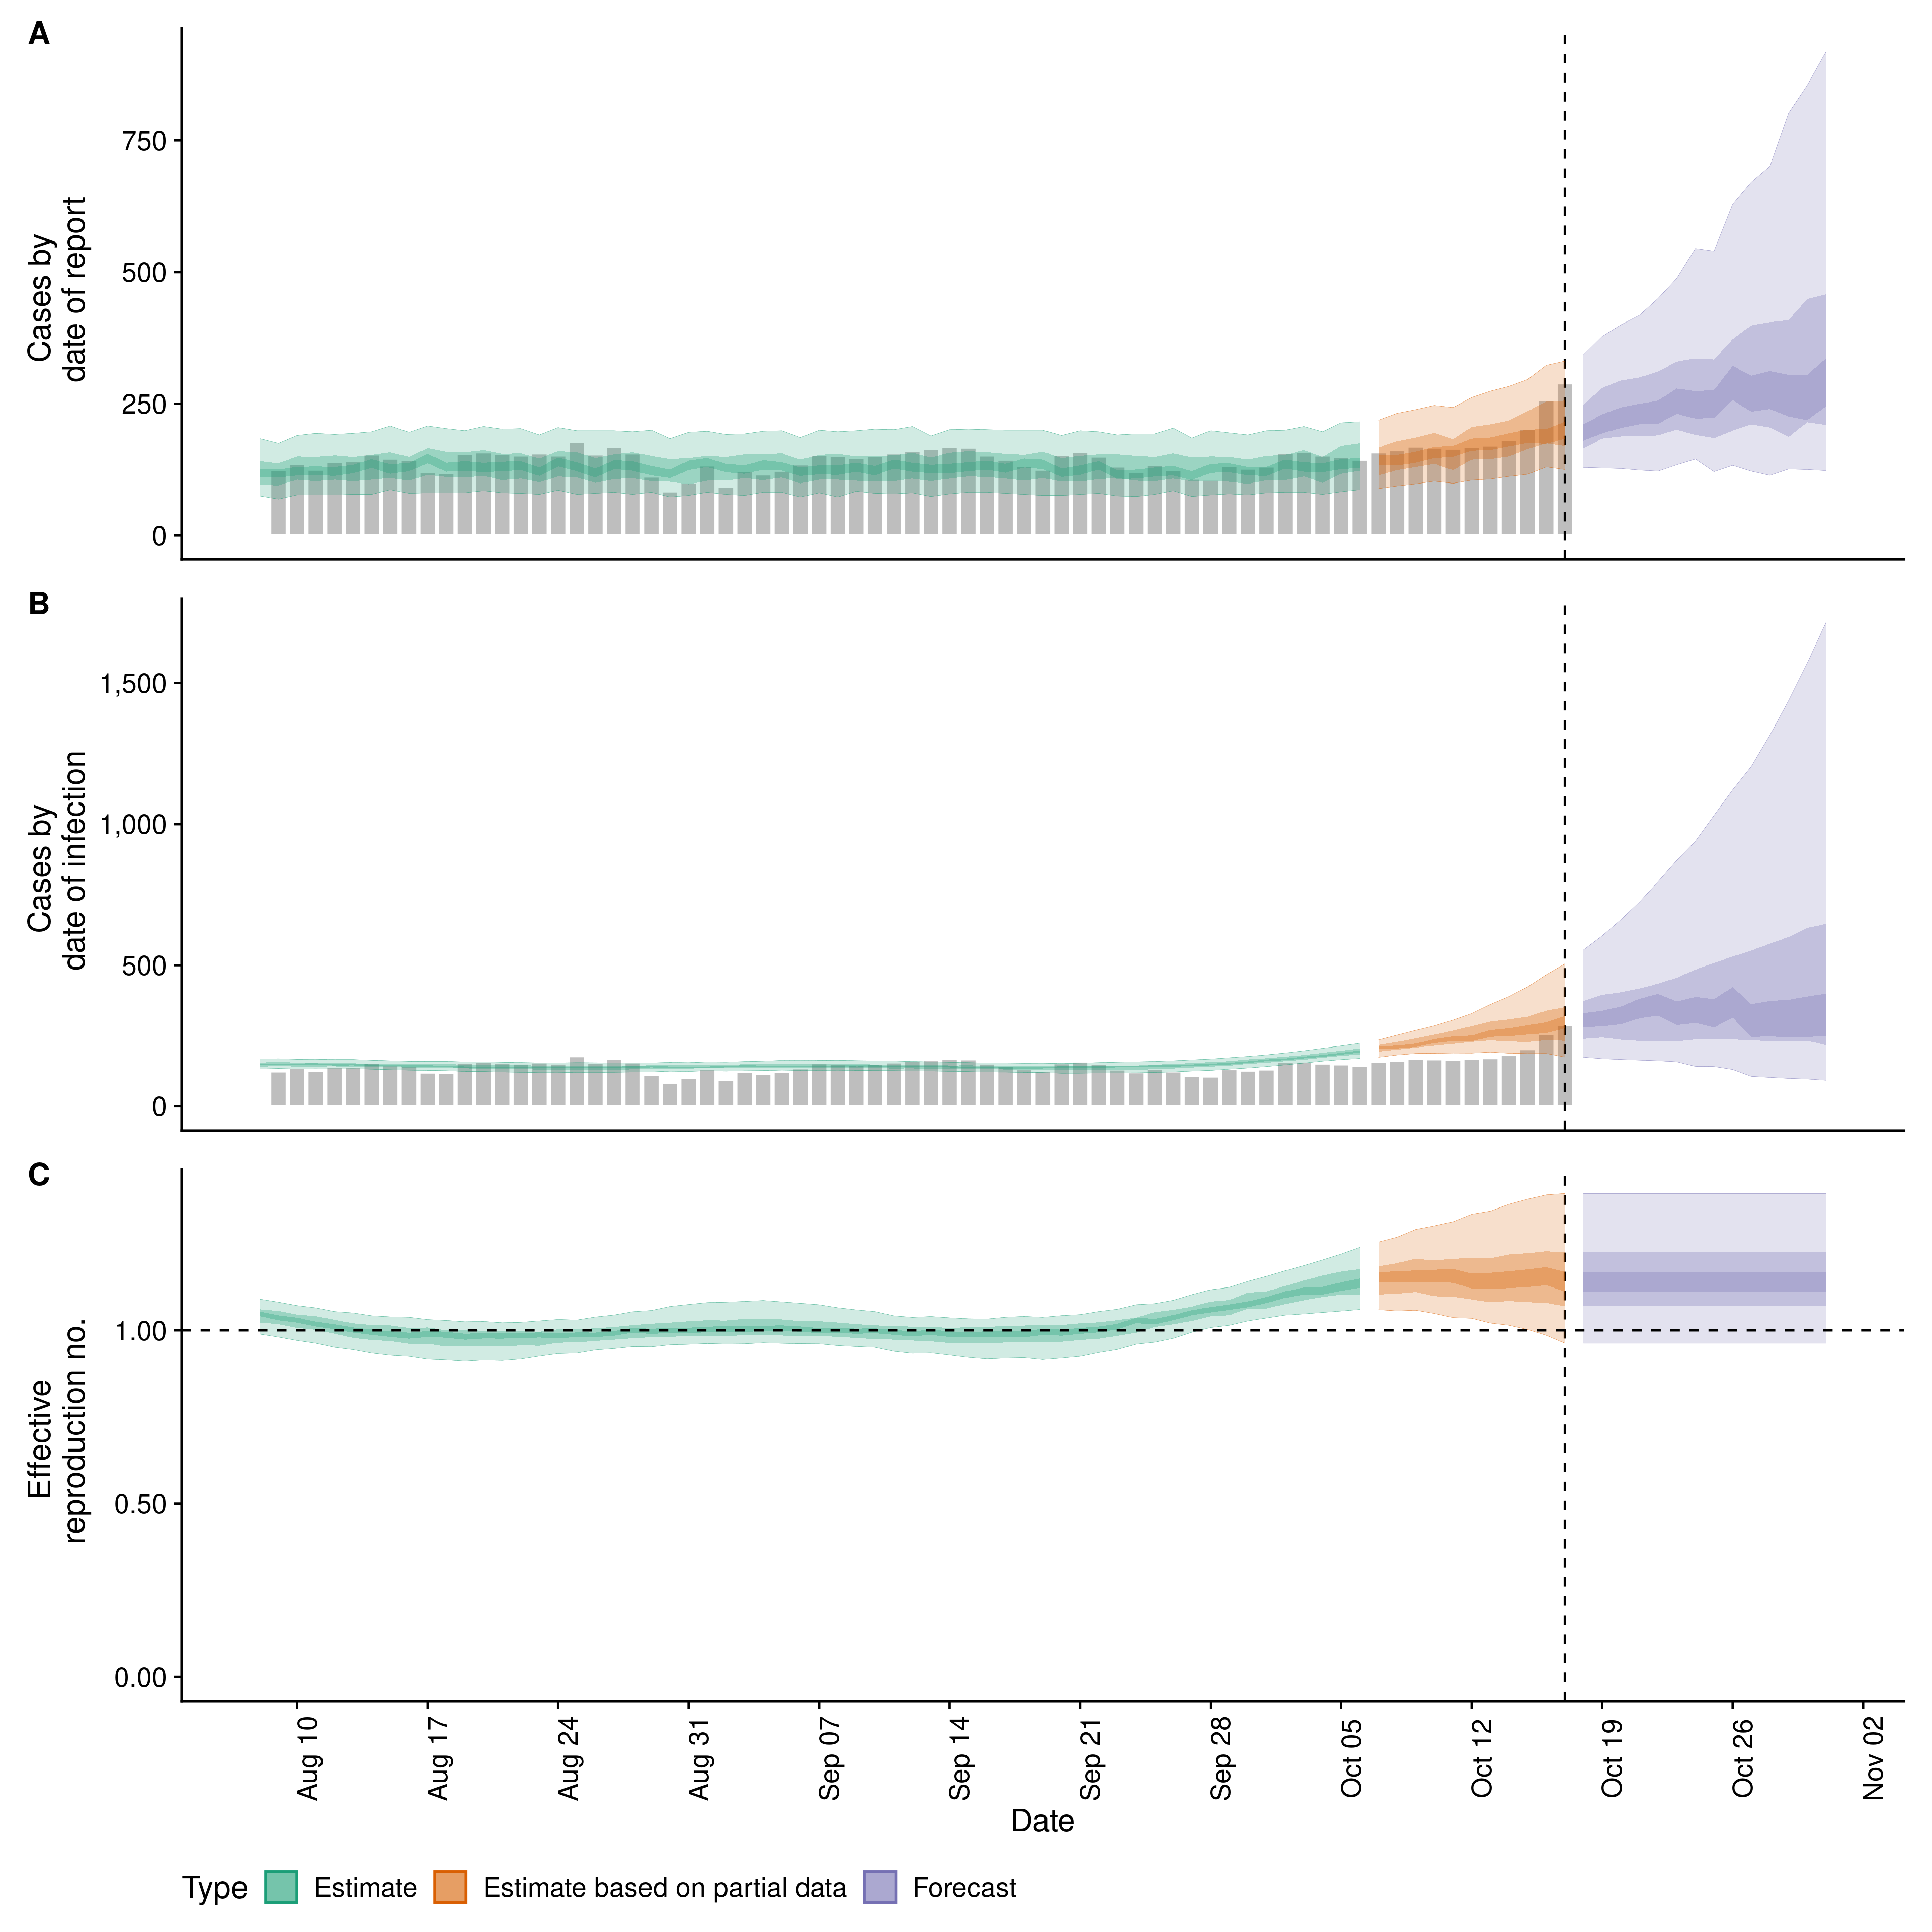 A
Cases by
date of report
750
500
250
0
B
Cases by
date of infection
1,500
1,000
500
0
C
Effective
reproduction no.
1.00
0.50
0.00
Aug 10
Aug 17
Aug 24
Aug 31
Sep 07
Sep 14
Sep 21
Sep 28
Oct 05
Oct 12
Oct 19
Oct 26
Nov 02
Date
Type Estimate Estimate based on partial data Forecast